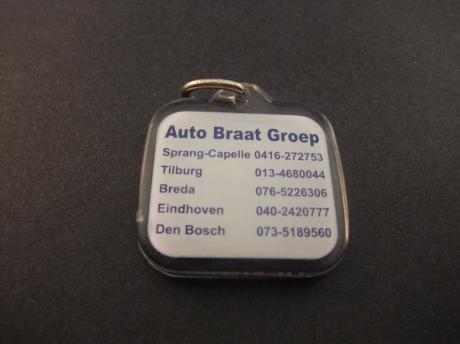 Auto Braat Groep
Sprang-Capelle 0416-272753
Tilburg 013-4680044
Breda 076-5226306
Eindhoven 040-2420777
Den Bosch 073-5189560